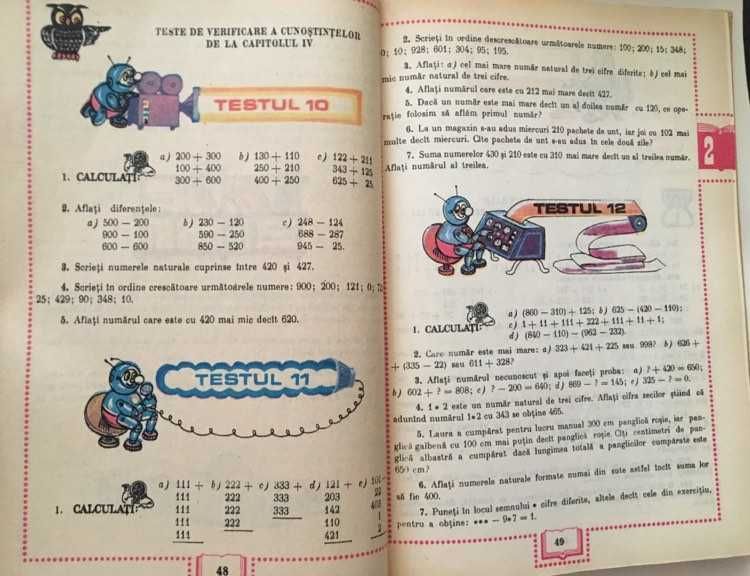 TESTE DE VERIFICARE A CUNOȘTINȚELOR
DE LA CAPITOLUL IV
TESTUL 10
1. CALCULAȚI:
a) 200 + 300 b) 130 + 110 c) 122 + 211
100 + 400 250 + 210 343 + 125
300 + 600 400 + 250 625 + 25
2. Aflați diferențele:
a) 500 — 200 b) 230 — 120 c) 248 — 124
900 — 100 390 — 250 688 — 287
600 — 600 850 — 520 945 — 25.
3. Scrieți numerele naturale cuprinse între 420 și 427.
4. Scrieți în ordine crescătoare următoarele numere: 900; 200; 121; 0;
25; 429; 90; 348; 10.
5. Aflați numărul care este cu 420 mai mic decît 620.
TESTUL 11
1. CALCULAȚI:
a) 111 + b) 222 + c) 333 + d) 121 + e)
111 222 333 203
111 222 333 142
111 222 110
111 421
48
2. Scrieți în ordine descrescătoare următoarele numere: 100; 200; 15; 348;
0; 10; 928; 601; 304; 95; 195.
3. Aflați: a) cel mai mare număr natural de trei cifre diferite; b) cel mai
mic număr natural de trei cifre.
4. Aflați numărul care este cu 212 mai mare decît 427.
5. Dacă un număr este mai mare decît al doilea număr cu 120, ce ope-
rație folosim să aflăm primul număr?
6. La un magazin s-au adus miercuri 210 pachete de unt, iar joi cu 102 mai
multe decît miercuri. Cîte pachete de unt s-au adus în cele două zile?
7. Suma numerelor 430 și 210 este cu 310 mai mare decît un al treilea număr.
Aflați numărul al treilea.
2
TESTUL 12
1. CALCULAȚI:
a) (860 — 310) + 125; b) 625 — (420 — 110);
c) 1 + 11 + 111 + 222 + 111 + 11 + 1;
d) (840 — 110) — (962 — 232).
2. Care număr este mai mare: a) 323 + 421 + 225 sau 998? b) 626 +
+ (335 — 22) sau 611 + 328?
3. Aflați numărul necunoscut și apoi faceți proba: a) ? + 420 = 650;
b) 602 + ? = 808; c) ? — 200 = 640; d) 869 — ? = 145; e) 325 — ? = 0.
4. 1•2 este un număr natural de trei cifre. Aflați cifra zecilor știind că
adunînd numărul 1•2 cu 343 se obține 465.
5. Laura a cumpărat pentru lucru manual 300 cm panglică roșie, iar pan-
glică galbenă cu 100 cm mai puțin decît panglică roșie. Cîți centimetri de pan-
glică albastră a cumpărat dacă lungimea totală a panglicilor cumpărate este
650 cm?
6. Aflați numerele naturale formate numai din sute astfel încît suma lor
să fie 400.
7. Puneți în locul semnului • cifre diferite, altele decît cele din exercițiu,
pentru a obține: ••• — 9•7 = 1.
49